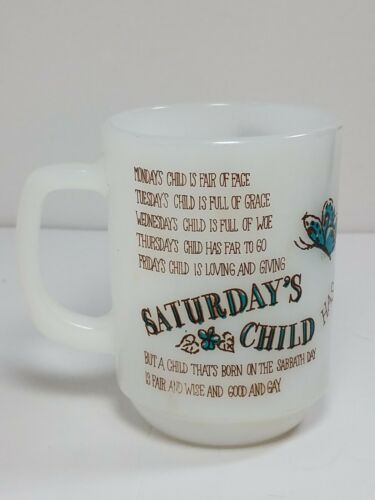 MONDAY'S CHILD IS FAIR OF FACE
TUESDAY'S CHILD IS FULL OF GRACE
WEDNESDAY'S CHILD IS FULL OF WOE
THURSDAY'S CHILD HAS FAR TO GO
FRIDAY'S CHILD IS LOVING AND GIVING
SATURDAY'S
CHILD
BUT A CHILD THAT'S BORN ON THE SABBATH DAY
IS FAIR AND WISE AND GOOD AND GAY